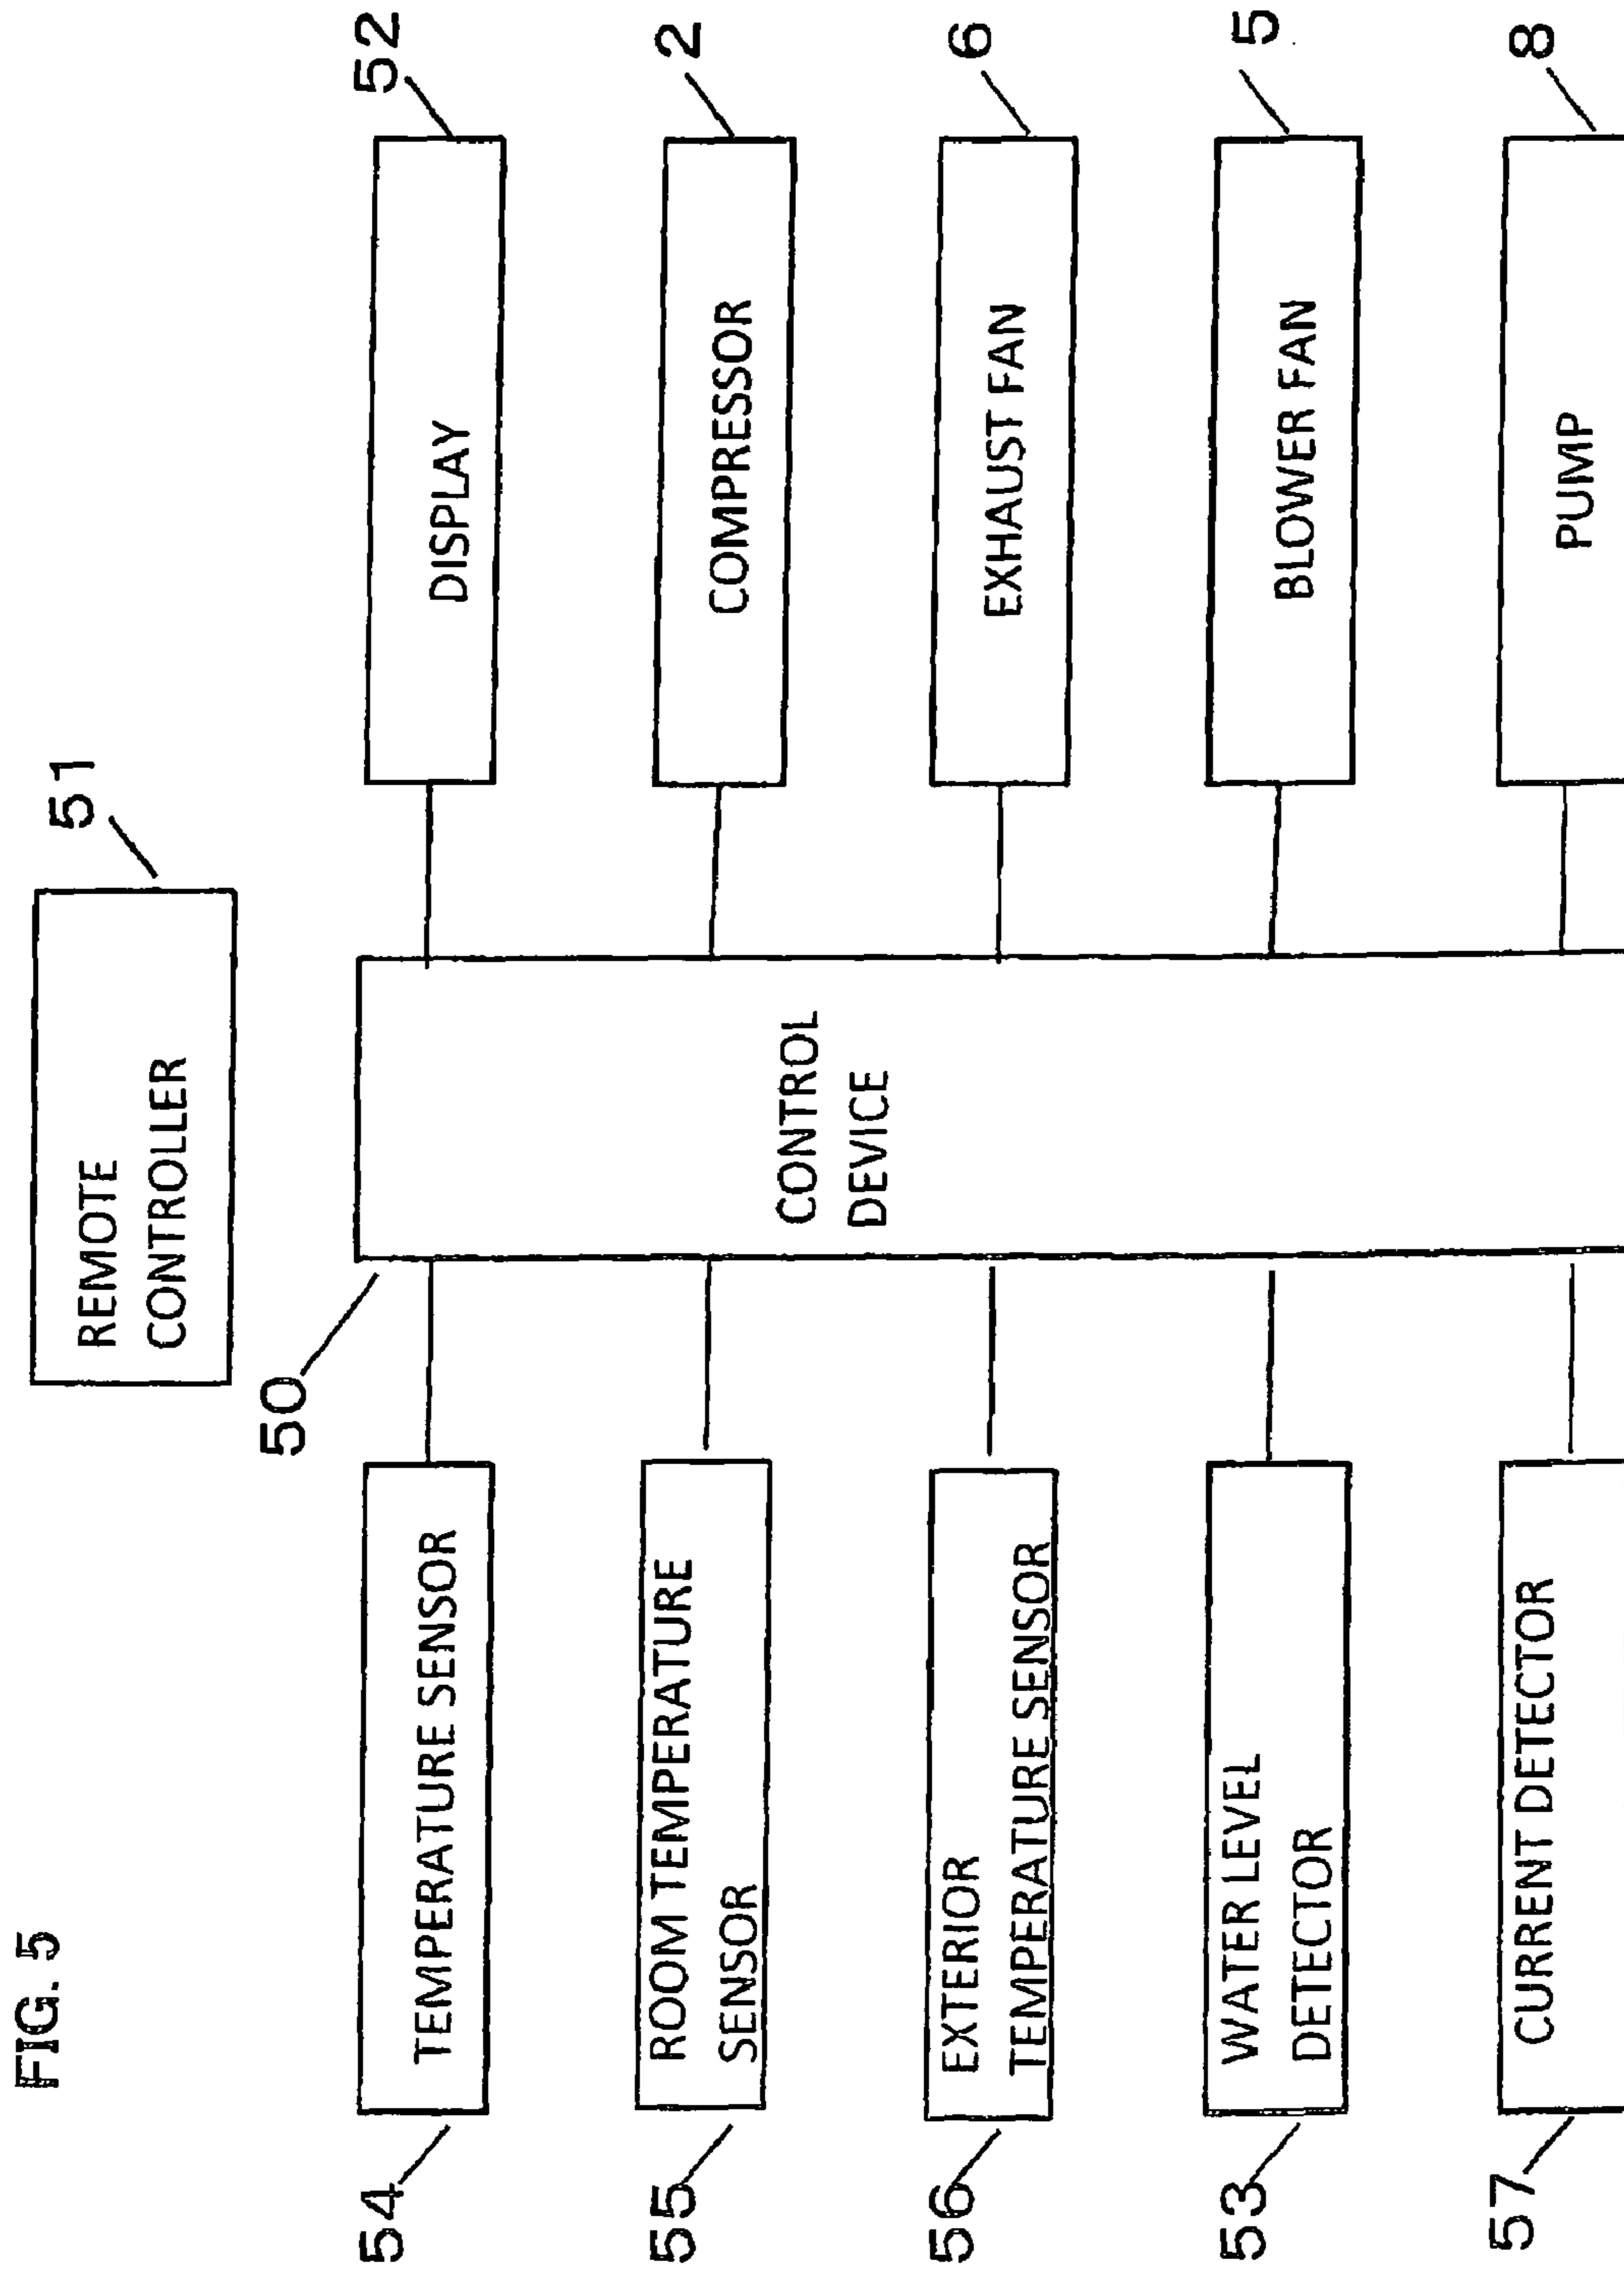 FIG. 5
REMOTE
CONTROLLER
51
50
CONTROL
DEVICE
54
TEMPERATURE SENSOR
55
ROOM TEMPERATURE
SENSOR
56
EXTERIOR
TEMPERATURE SENSOR
53
WATER LEVEL
DETECTOR
57
CURRENT DETECTOR
DISPLAY
52
COMPRESSOR
2
EXHAUST FAN
6
BLOWER FAN
5
PUMP
8